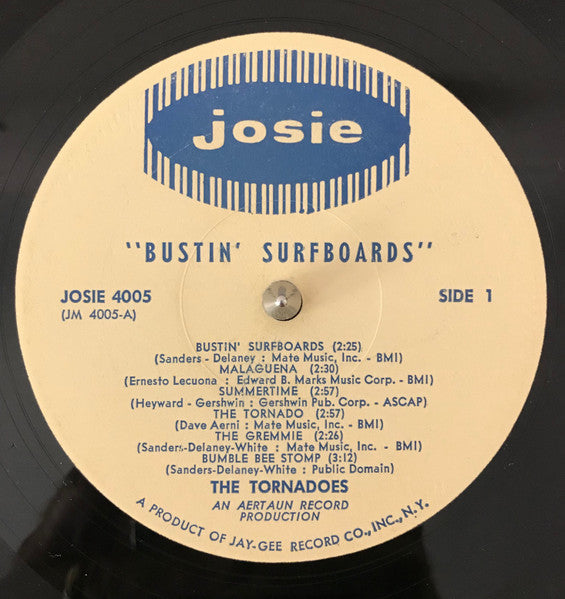 josie
"BUSTIN' SURFBOARDS"
JOSIE 4005
(JM 4005-A)
SIDE 1
BUSTIN' SURFBOARDS (2:25)
(Sanders - Delaney : Mate Music, Inc. - BMI)
MALAGUENA (2:30)
(Ernesto Lecuona : Edward B. Marks Music Corp. - BMI)
SUMMERTIME (2:57)
(Heyward - Gershwin : Gershwin Pub. Corp. - ASCAP)
THE TORNADO (2:57)
(Dave Aerni : Mate Music, Inc. - BMI)
THE GREMMIE (2:26)
(Sanders-Delaney-White : Mate Music, Inc. - BMI)
BUMBLE BEE STOMP (3:12)
(Sanders-Delaney-White : Public Domain)
THE TORNADOES
AN AERTAUN RECORD
PRODUCTION
A PRODUCT OF JAY-GEE RECORD CO., INC., N.Y.